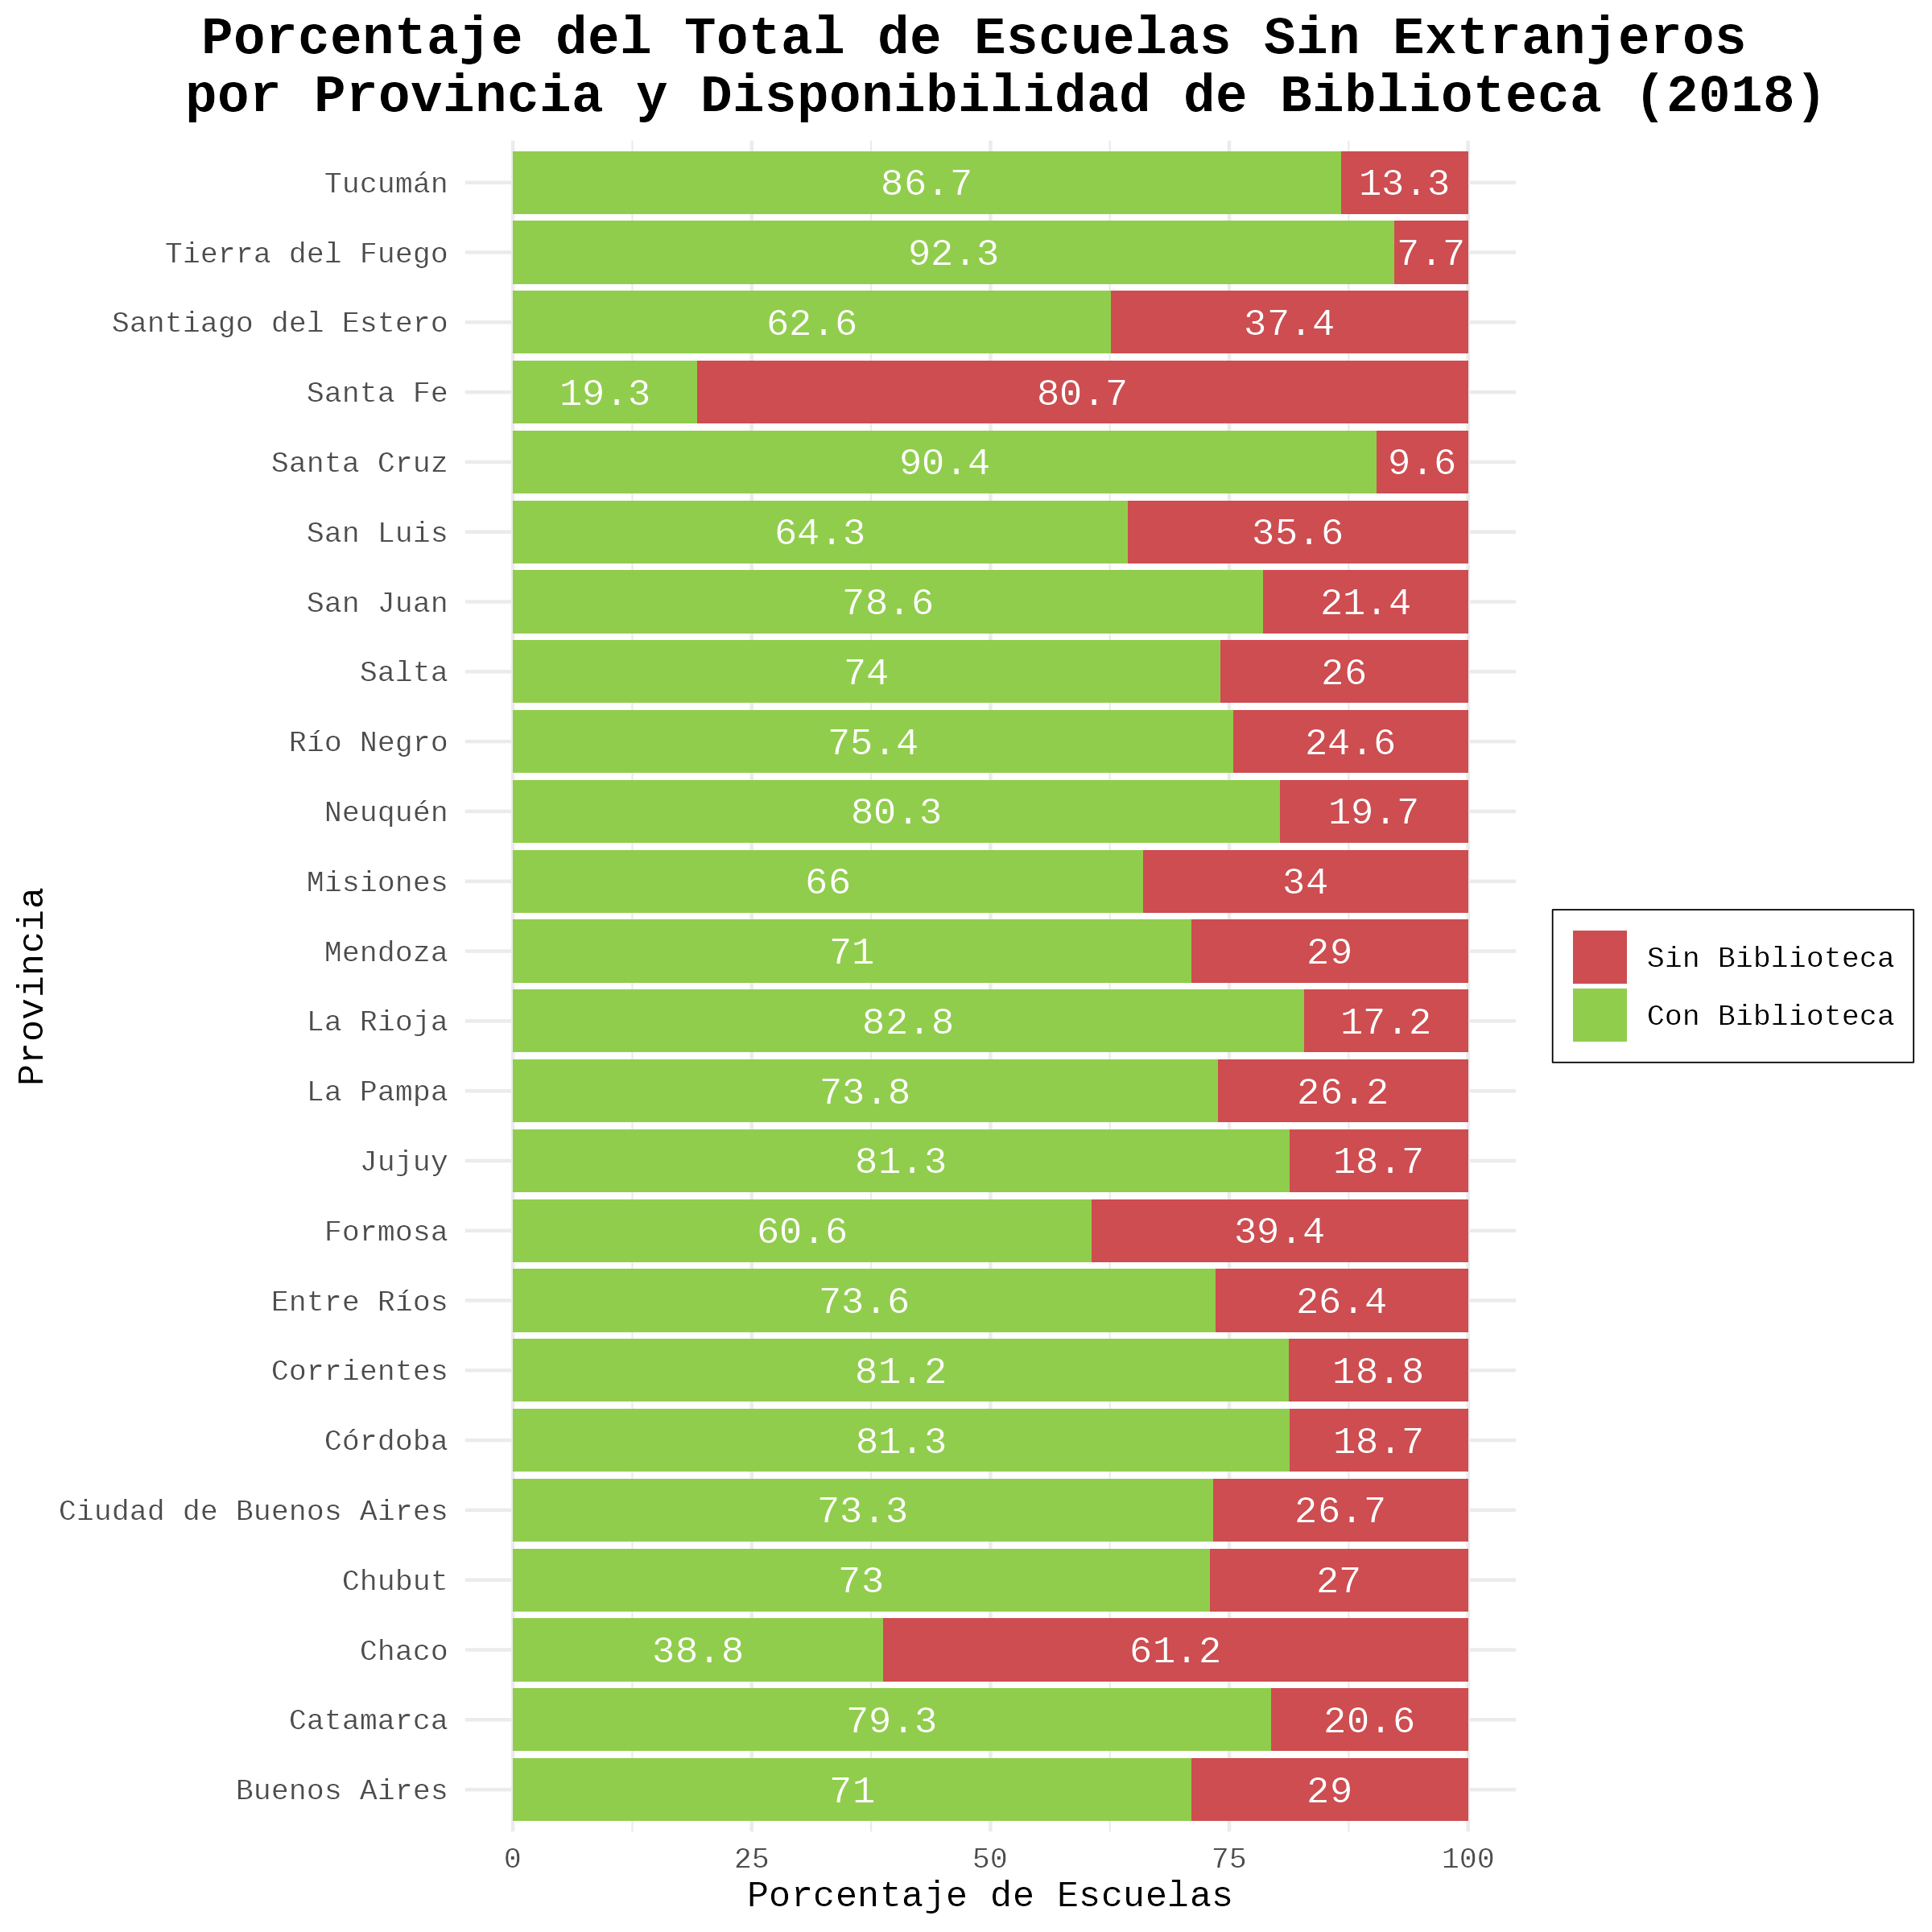 Porcentaje del Total de Escuelas Sin Extranjeros
por Provincia y Disponibilidad de Biblioteca (2018)
Provincia
Tucumán 86.7 13.3
Tierra del Fuego 92.3 7.7
Santiago del Estero 62.6 37.4
Santa Fe 19.3 80.7
Santa Cruz 90.4 9.6
San Luis 64.3 35.6
San Juan 78.6 21.4
Salta 74 26
Río Negro 75.4 24.6
Neuquén 80.3 19.7
Misiones 66 34
Mendoza 71 29
La Rioja 82.8 17.2
La Pampa 73.8 26.2
Jujuy 81.3 18.7
Formosa 60.6 39.4
Entre Ríos 73.6 26.4
Corrientes 81.2 18.8
Córdoba 81.3 18.7
Ciudad de Buenos Aires 73.3 26.7
Chubut 73 27
Chaco 38.8 61.2
Catamarca 79.3 20.6
Buenos Aires 71 29
0 25 50 75 100
Porcentaje de Escuelas
Sin Biblioteca
Con Biblioteca